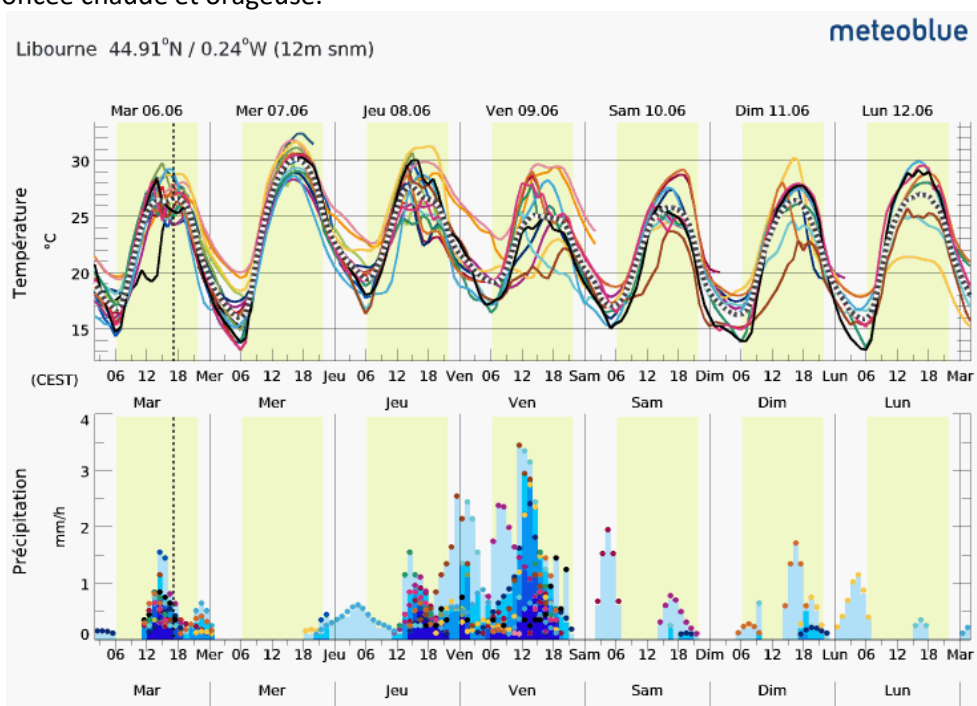 oncée chaude et orageuse.
meteoblue
Libourne 44.91°N / 0.24°W (12m snm)
Mar 06.06 Mer 07.06 Jeu 08.06 Ven 09.06 Sam 10.06 Dim 11.06 Lun 12.06
Température
°C
30
25
20
15
(CEST) 06 12 18 Mer 06 12 18 Jeu 06 12 18 Ven 06 12 18 Sam 06 12 18 Dim 06 12 18 Lun 06 12 18 Mar
Mar Mer Jeu Ven Sam Dim Lun
Précipitation
mm/h
4
3
2
1
0
06 12 18 Mer 06 12 18 Jeu 06 12 18 Ven 06 12 18 Sam 06 12 18 Dim 06 12 18 Lun 06 12 18 Mar
Mar Mer Jeu Ven Sam Dim Lun